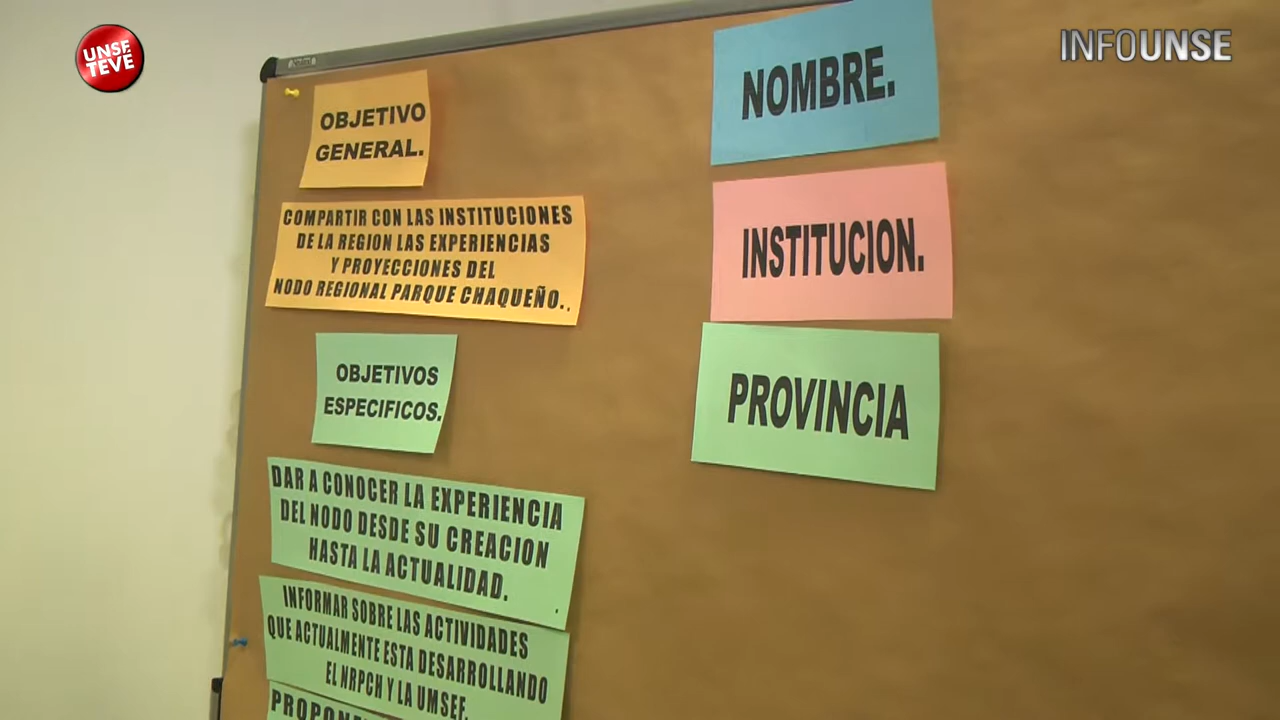 UNSE
TEVE
INFOUNSE
OBJETIVO
GENERAL.
COMPARTIR CON LAS INSTITUCIONES
DE LA REGION LAS EXPERIENCIAS
Y PROYECCIONES DEL
NODO REGIONAL PARQUE CHAQUEÑO..
OBJETIVOS
ESPECIFICOS.
DAR A CONOCER LA EXPERIENCIA
DEL NODO DESDE SU CREACION
HASTA LA ACTUALIDAD.
INFORMAR SOBRE LAS ACTIVIDADES
QUE ACTUALMENTE ESTA DESARROLLANDO
EL NRPCH Y LA UMSEF.
NOMBRE.
INSTITUCION.
PROVINCIA